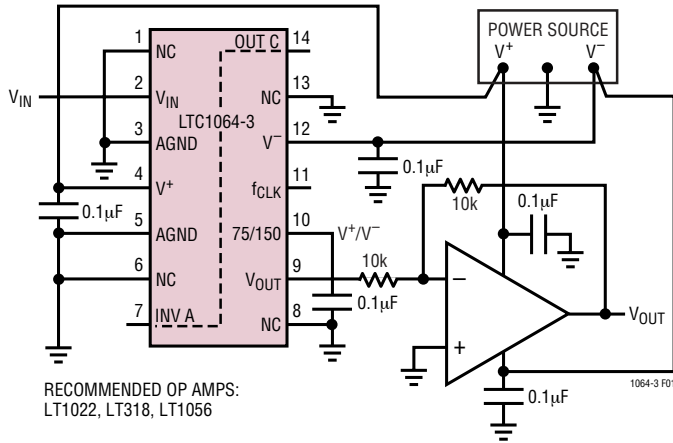 POWER SOURCE
V+ V−
1 NC OUT C 14
2 VIN NC 13
VIN
LTC1064-3
3 AGND V− 12
0.1µF
4 V+ fCLK 11
0.1µF
10k
0.1µF
5 AGND 75/150 10 V+/V−
6 NC VOUT 9 10k
−
0.1µF
VOUT
7 INV A NC 8
+
0.1µF
1064-3 F01
RECOMMENDED OP AMPS:
LT1022, LT318, LT1056